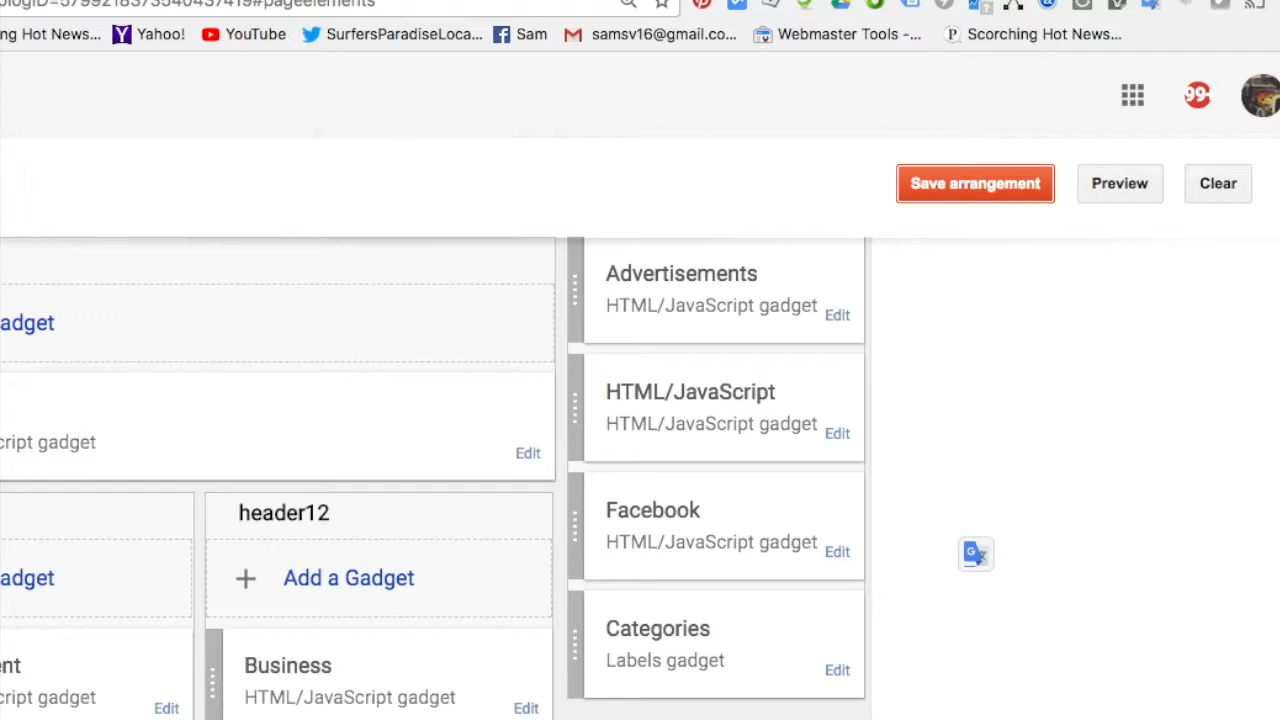 #pageelements
ng Hot News... Yahoo! YouTube SurfersParadiseLoca... Sam samsv16@gmail.co... Webmaster Tools -... Scorching Hot News...
99+
Save arrangement Preview Clear
Advertisements
HTML/JavaScript gadget
Edit
adget
HTML/JavaScript
HTML/JavaScript gadget
Edit
cript gadget
Edit
Facebook
HTML/JavaScript gadget
Edit
header12
adget
Add a Gadget
Categories
Labels gadget
Edit
ent
cript gadget
Edit
Business
HTML/JavaScript gadget
Edit